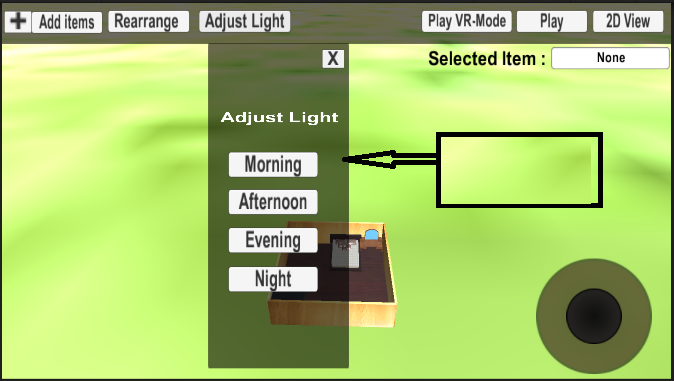 + Add items Rearrange Adjust Light Play VR-Mode Play 2D View
Selected Item : None
X
Adjust Light
Morning
Afternoon
Evening
Night